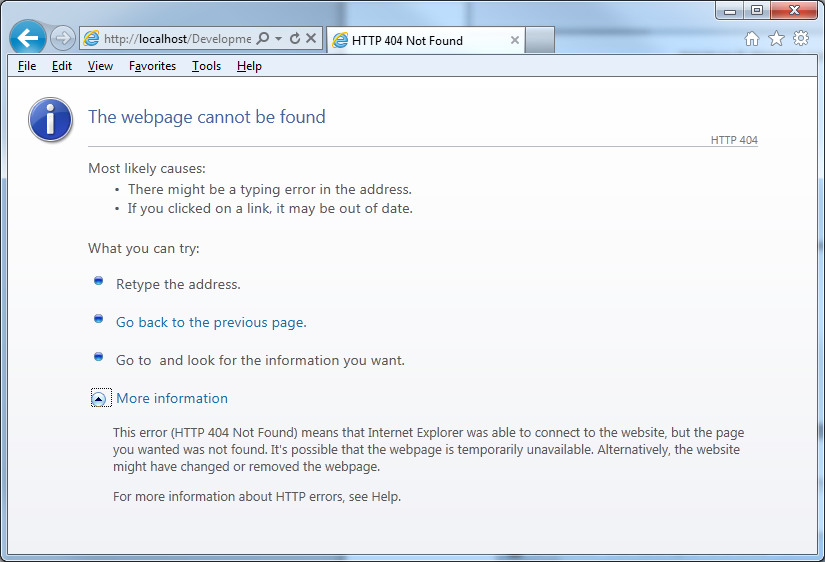 http://localhost/Developme
HTTP 404 Not Found
File Edit View Favorites Tools Help
The webpage cannot be found
HTTP 404
Most likely causes:
• There might be a typing error in the address.
• If you clicked on a link, it may be out of date.
What you can try:
Retype the address.
Go back to the previous page.
Go to  and look for the information you want.
More information
This error (HTTP 404 Not Found) means that Internet Explorer was able to connect to the website, but the page
you wanted was not found. It's possible that the webpage is temporarily unavailable. Alternatively, the website
might have changed or removed the webpage.
For more information about HTTP errors, see Help.